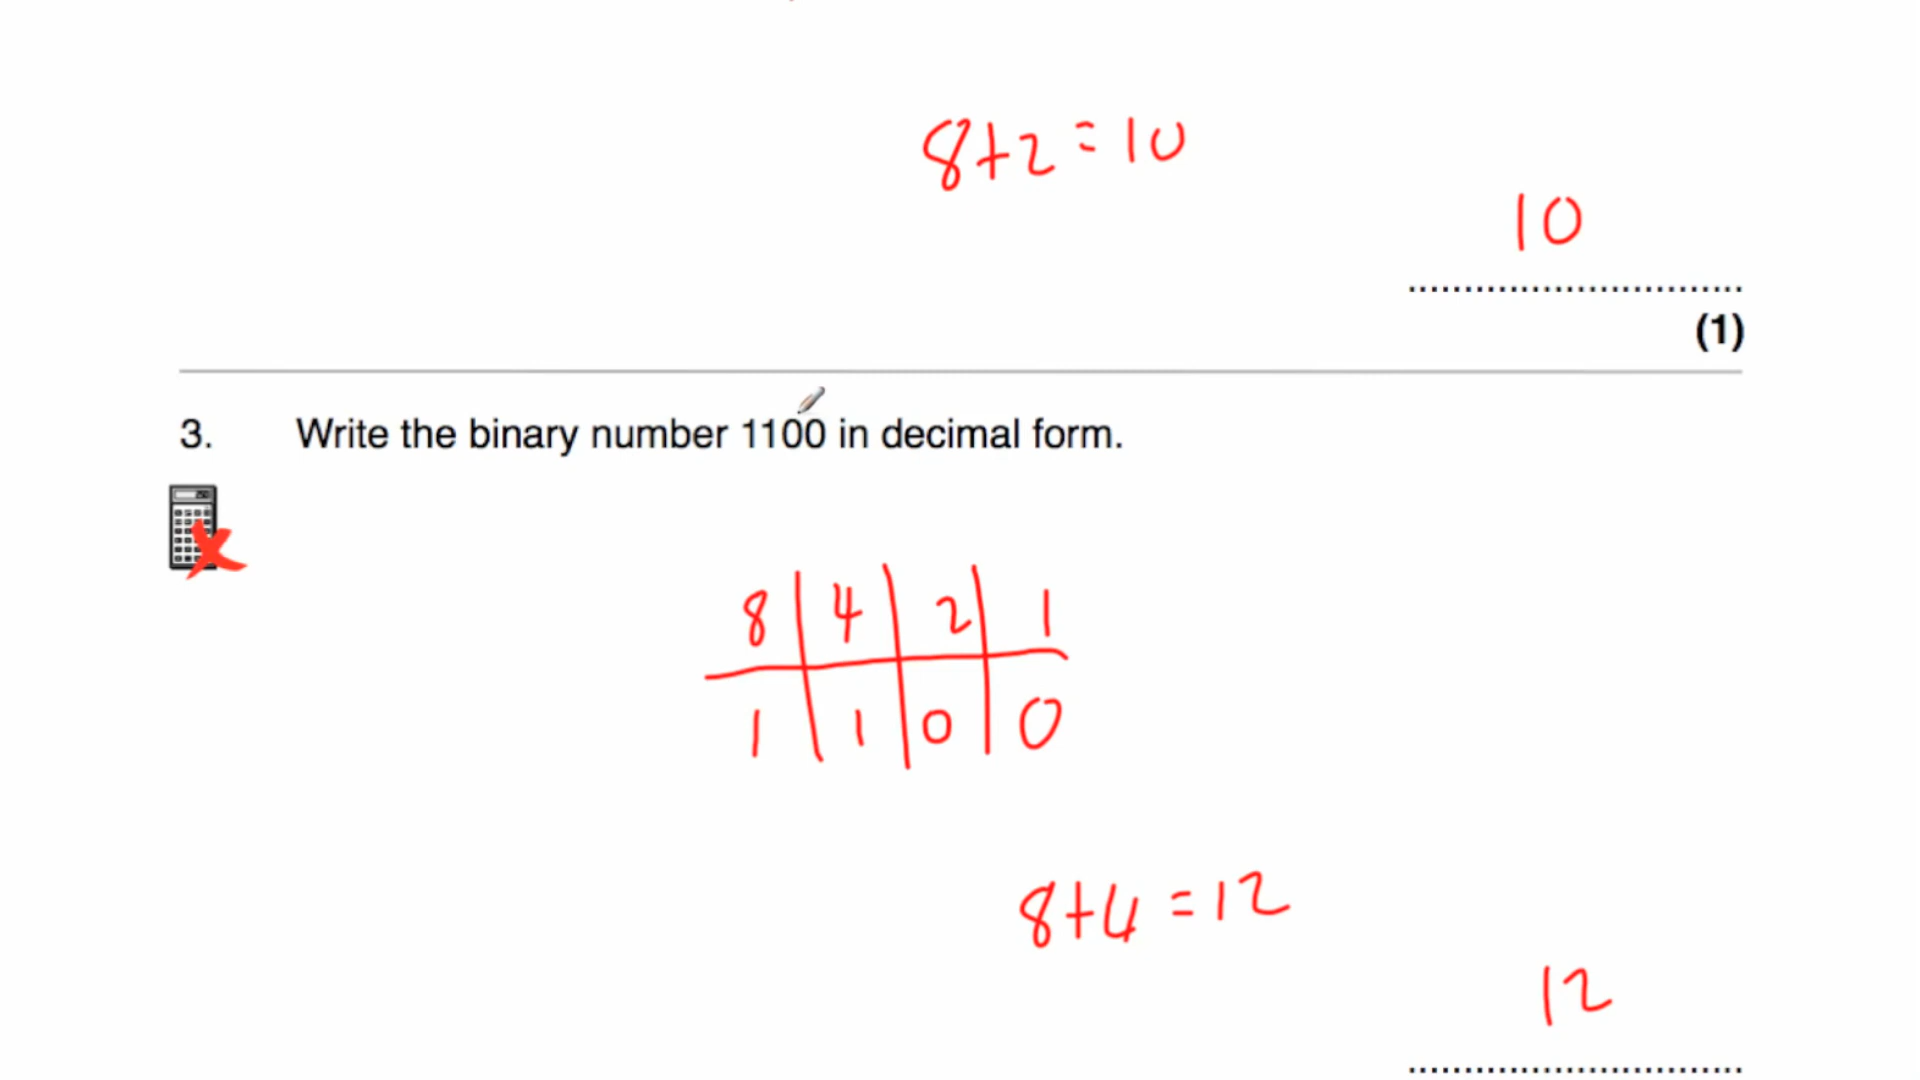 8+2=10
10
..............................
(1)
3. Write the binary number 1100 in decimal form.
8 4 2 1
1 1 0 0
8+4=12
12
..............................